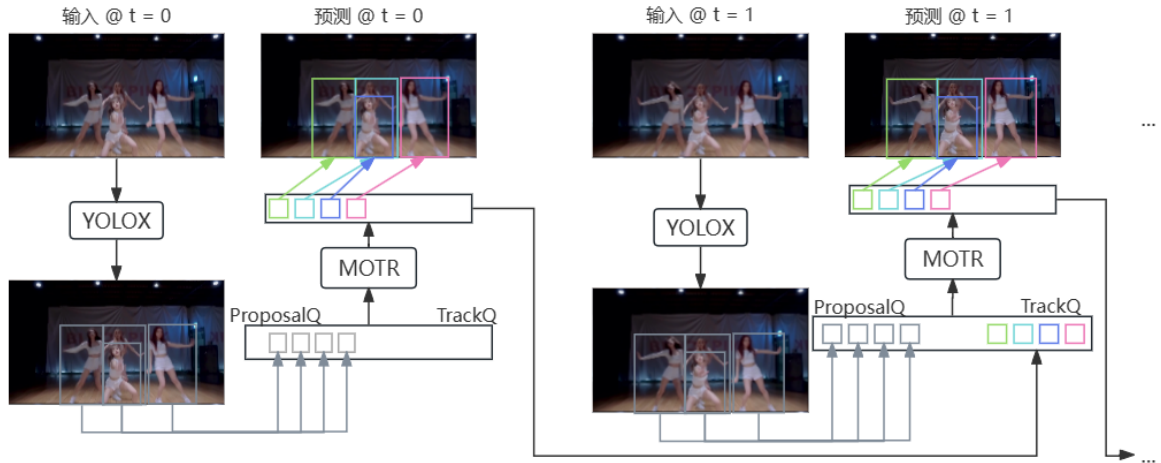 输入 @ t = 0
预测 @ t = 0
输入 @ t = 1
预测 @ t = 1
...
YOLOX
YOLOX
MOTR
MOTR
ProposalQ
TrackQ
ProposalQ
TrackQ
...